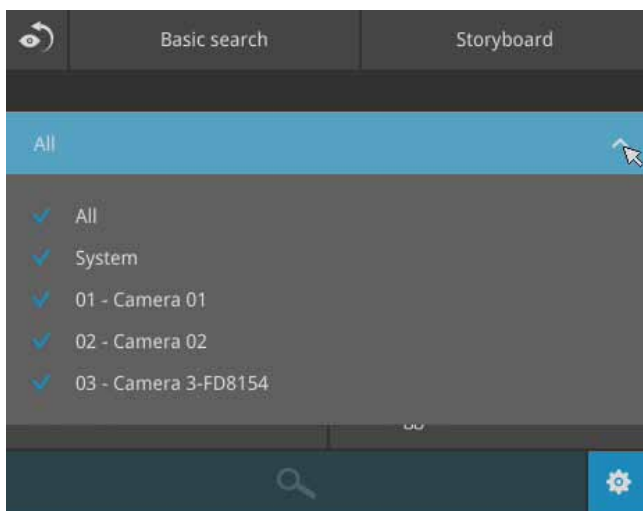 Basic search
Storyboard
All
All
System
01 - Camera 01
02 - Camera 02
03 - Camera 3-FD8154